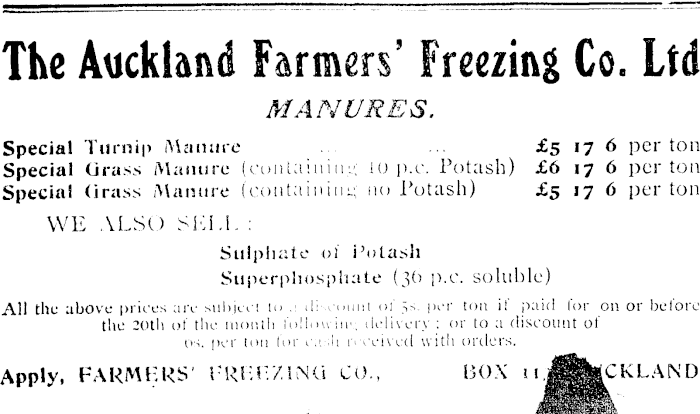 The Auckland Farmers' Freezing Co. Ltd
MANURES.
Special Turnip Manure ... ... £5 17 6 per ton
Special Grass Manure (containing 10 p.c. Potash) £6 17 6 per ton
Special Grass Manure (containing no Potash) £5 17 6 per ton
WE ALSO SELL:
Sulphate of Potash
Superphosphate (36 p.c. soluble)
All the above prices are subject to a discount of 5s. per ton if paid for on or before
the 20th of the month following delivery; or to a discount of
per ton for cash received with orders.
Apply, FARMERS' FREEZING CO., BOX